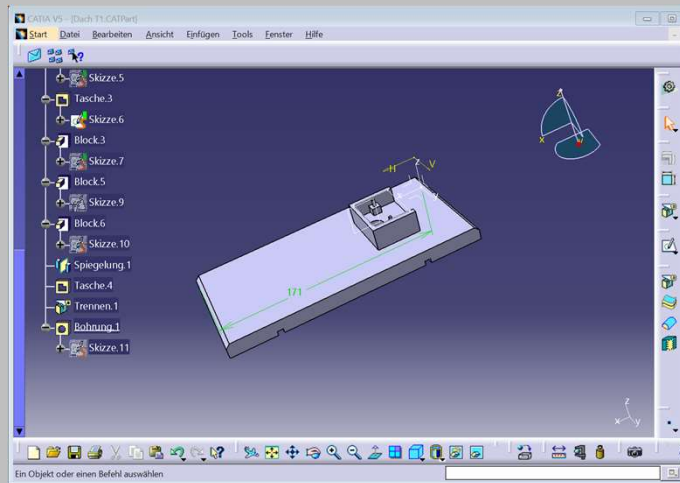 CATIA V5 - [Dach T1.CATPart]
Start Datei Bearbeiten Ansicht Einfügen Tools Fenster Hilfe
Skizze.5
Tasche.3
Skizze.6
Block.3
Skizze.7
Block.5
Skizze.9
Block.6
Skizze.10
Spiegelung.1
Tasche.4
Trennen.1
Bohrung.1
Skizze.11
H
z
V
171
z
x
z
x
y
Ein Objekt oder einen Befehl auswählen